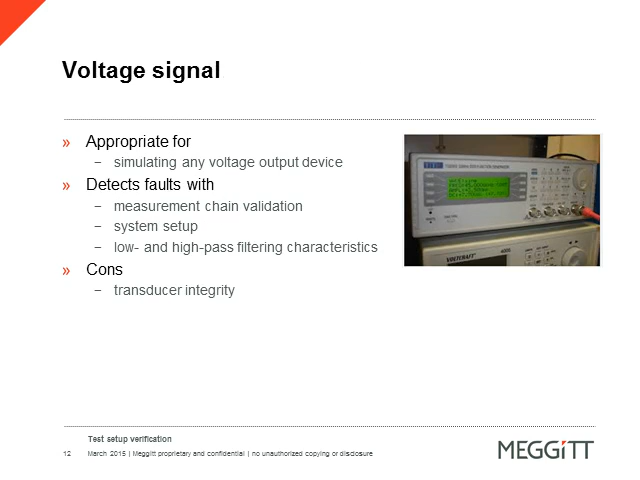 Voltage signal
» Appropriate for
– simulating any voltage output device
» Detects faults with
– measurement chain validation
– system setup
– low- and high-pass filtering characteristics
» Cons
– transducer integrity
VOLTCRAFT
Test setup verification
12 March 2015 | Meggitt proprietary and confidential | no unauthorized copying or disclosure
MEGGiTT